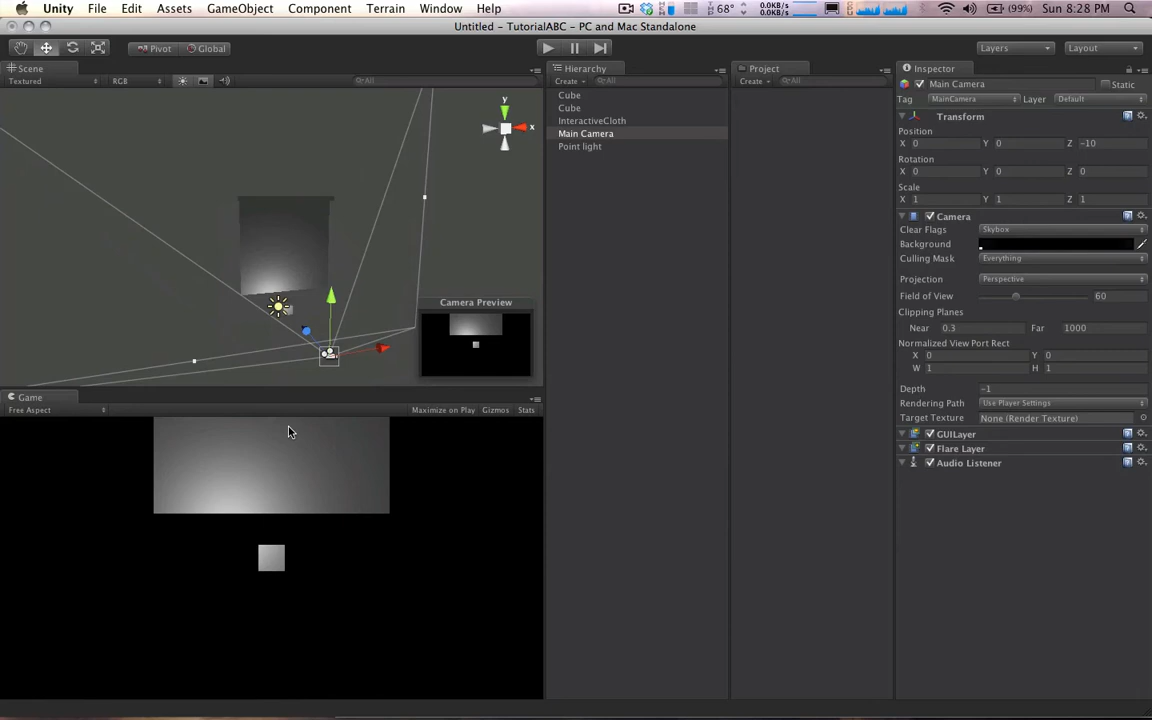 Unity File Edit Assets GameObject Component Terrain Window Help 68° 0.0KB/s 0.0KB/s (99%) Sun 8:28 PM
Untitled - TutorialABC - PC and Mac Standalone
Pivot Global Layers Layout
Scene Hierarchy Project Inspector
Textured RGB All Create All Create All
Main Camera Static
Tag MainCamera Layer Default
Cube
Cube
InteractiveCloth
Main Camera
Point light
y
x
Transform
Position
X 0 Y 0 Z -10
Rotation
X 0 Y 0 Z 0
Scale
X 1 Y 1 Z 1
Camera
Clear Flags Skybox
Background
Culling Mask Everything
Projection Perspective
Field of View 60
Clipping Planes
Near 0.3 Far 1000
Normalized View Port Rect
X 0 Y 0
W 1 H 1
Depth -1
Rendering Path Use Player Settings
Target Texture None (Render Texture)
GUILayer
Flare Layer
Audio Listener
Camera Preview
Game
Free Aspect Maximize on Play Gizmos Stats